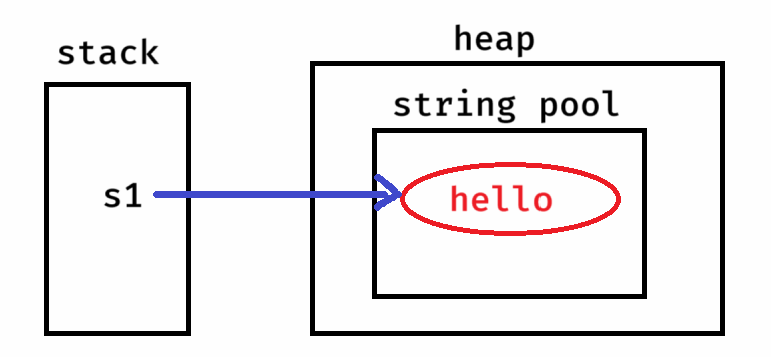 stack
heap
string pool
s1
hello